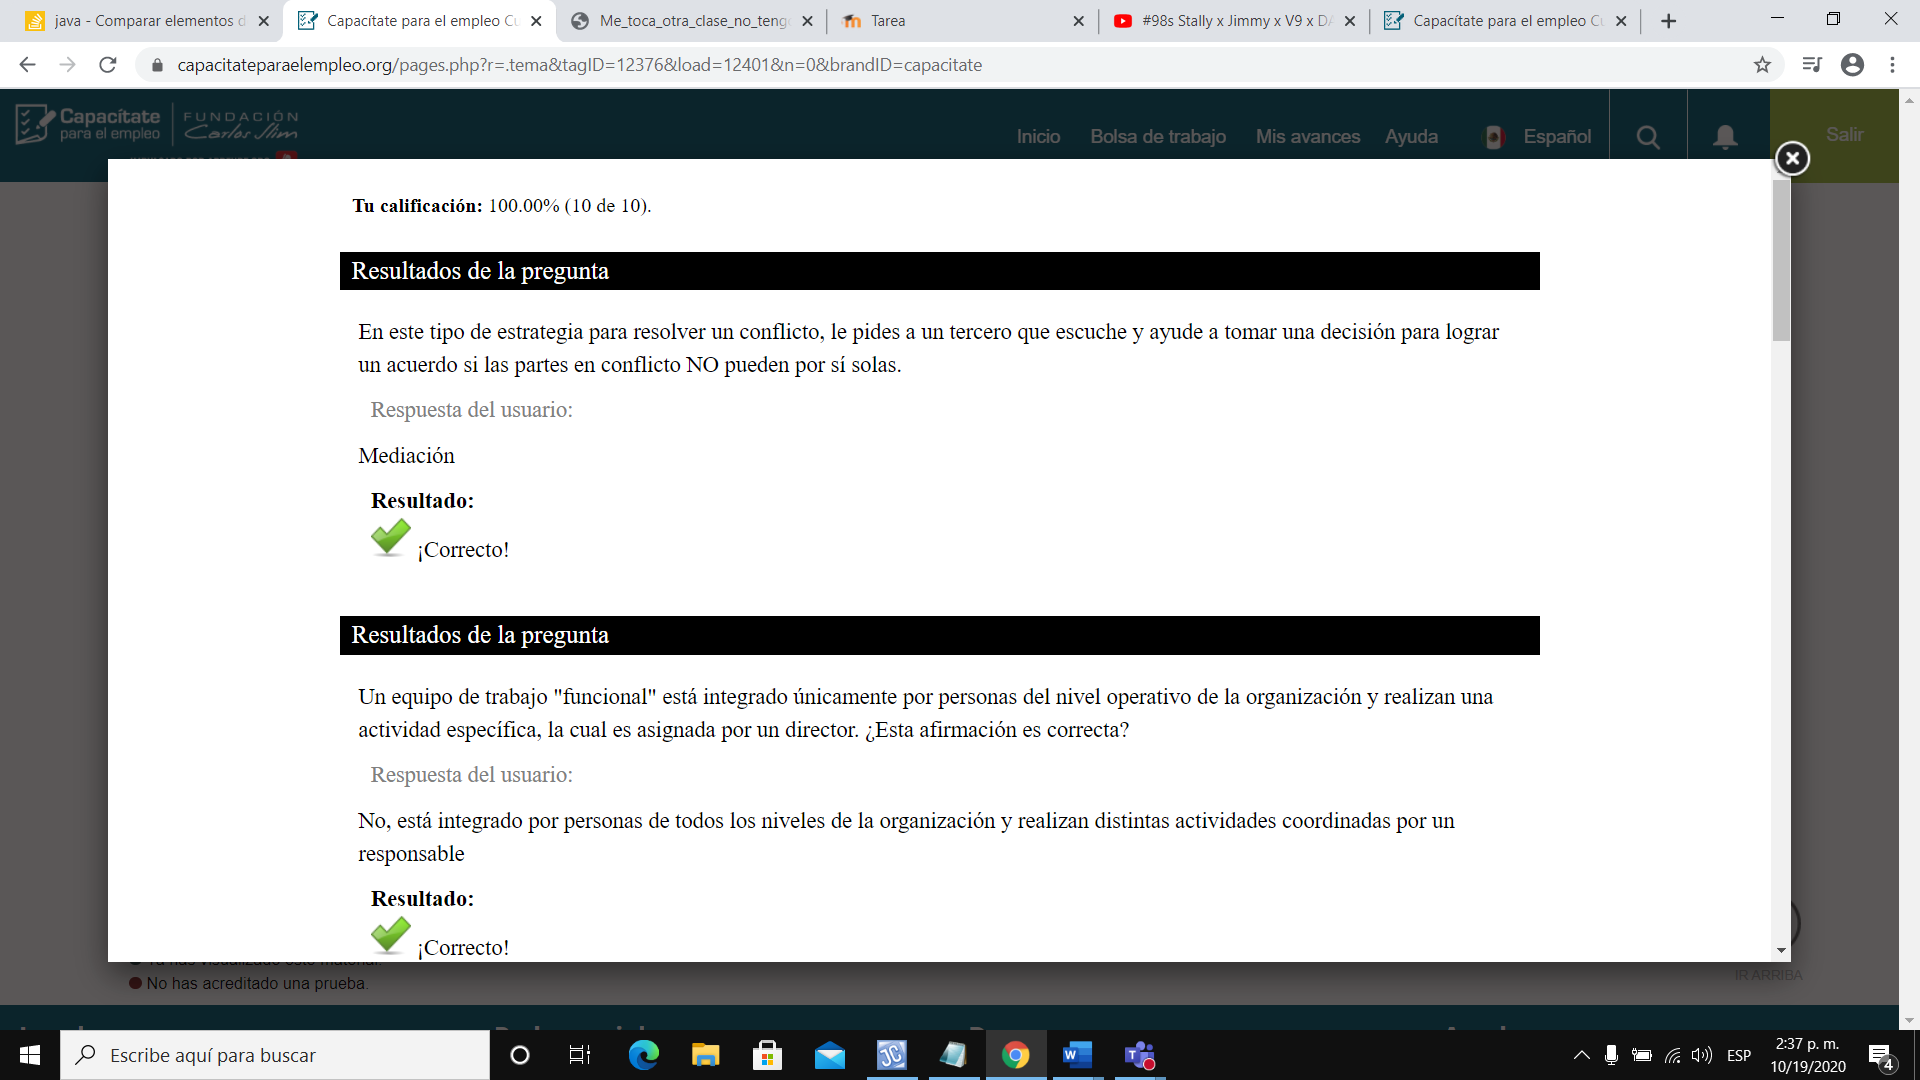 java - Comparar elementos d
Capacítate para el empleo Cu
Me_toca_otra_clase_no_teng
Tarea
#98s Stally x Jimmy x V9 x DA
Capacítate para el empleo Cu
capacitateparaelempleo.org/pages.php?r=.tema&tagID=12376&load=12401&n=0&brandID=capacitate
Capacítate
para el empleo
FUNDACIÓN
Carlos Slim
Inicio
Bolsa de trabajo
Mis avances
Ayuda
Español
Salir
Tu calificación: 100.00% (10 de 10).
Resultados de la pregunta
En este tipo de estrategia para resolver un conflicto, le pides a un tercero que escuche y ayude a tomar una decisión para lograr
un acuerdo si las partes en conflicto NO pueden por sí solas.
Respuesta del usuario:
Mediación
Resultado:
¡Correcto!
Resultados de la pregunta
Un equipo de trabajo "funcional" está integrado únicamente por personas del nivel operativo de la organización y realizan una
actividad específica, la cual es asignada por un director. ¿Esta afirmación es correcta?
Respuesta del usuario:
No, está integrado por personas de todos los niveles de la organización y realizan distintas actividades coordinadas por un
responsable
Resultado:
¡Correcto!
No has acreditado una prueba.
IR ARRIBA
Escribe aquí para buscar
ESP
2:37 p. m.
10/19/2020
4